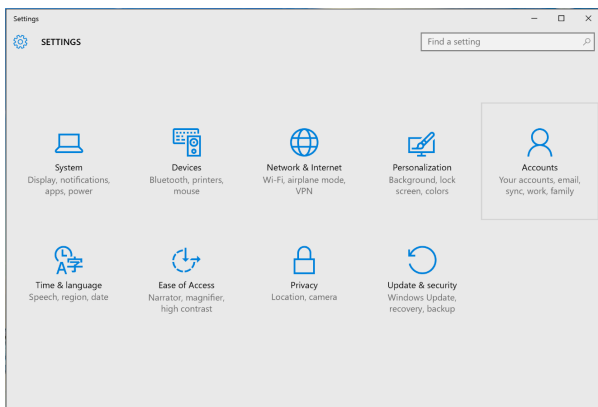 Settings
SETTINGS
Find a setting
System
Display, notifications,
apps, power
Devices
Bluetooth, printers,
mouse
Network & Internet
Wi-Fi, airplane mode,
VPN
Personalization
Background, lock
screen, colors
Accounts
Your accounts, email,
sync, work, family
A字
Time & language
Speech, region, date
Ease of Access
Narrator, magnifier,
high contrast
Privacy
Location, camera
Update & security
Windows Update,
recovery, backup